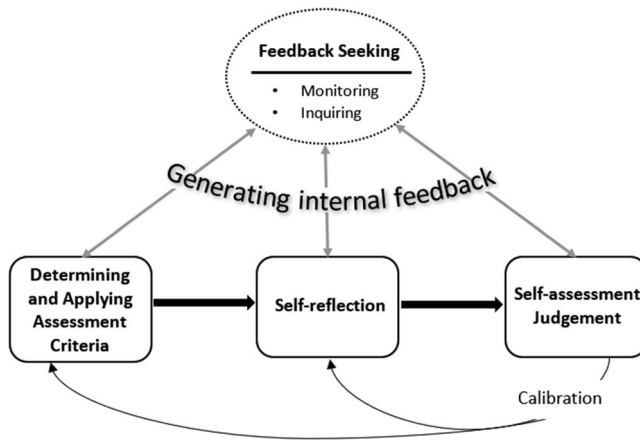 Feedback Seeking
• Monitoring
• Inquiring
Generating internal feedback
Determining
and Applying
Assessment
Criteria
Self-reflection
Self-assessment
Judgement
Calibration